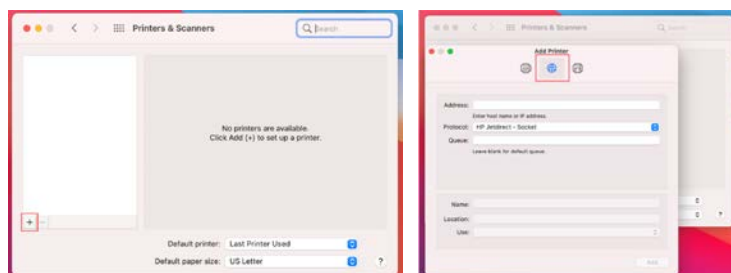 Printers & Scanners
Search
No printers are available.
Click Add (+) to set up a printer.
+ -
Default printer: Last Printer Used
Default paper size: US Letter
?
Printers & Scanners
Search
Add Printer
Address:
Enter host name or IP address.
Protocol: HP Jetdirect - Socket
Queue:
Leave blank for default queue.
Name:
Location:
Use:
?
Add